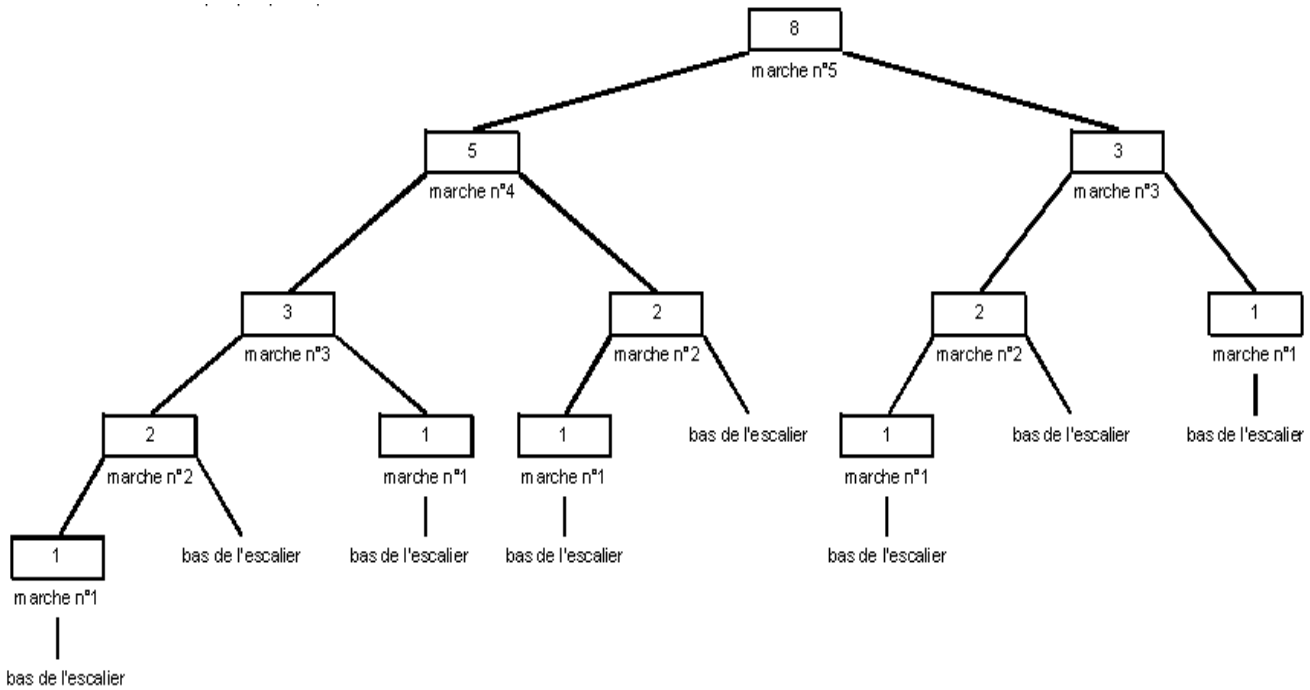 8
marche n°5
5 3
marche n°4 marche n°3
3 2 2 1
marche n°3 marche n°2 marche n°2 marche n°1
2 1 1 bas de l'escalier 1 bas de l'escalier bas de l'escalier
marche n°2 marche n°1 marche n°1 marche n°1
1 bas de l'escalier bas de l'escalier bas de l'escalier bas de l'escalier
marche n°1
bas de l'escalier